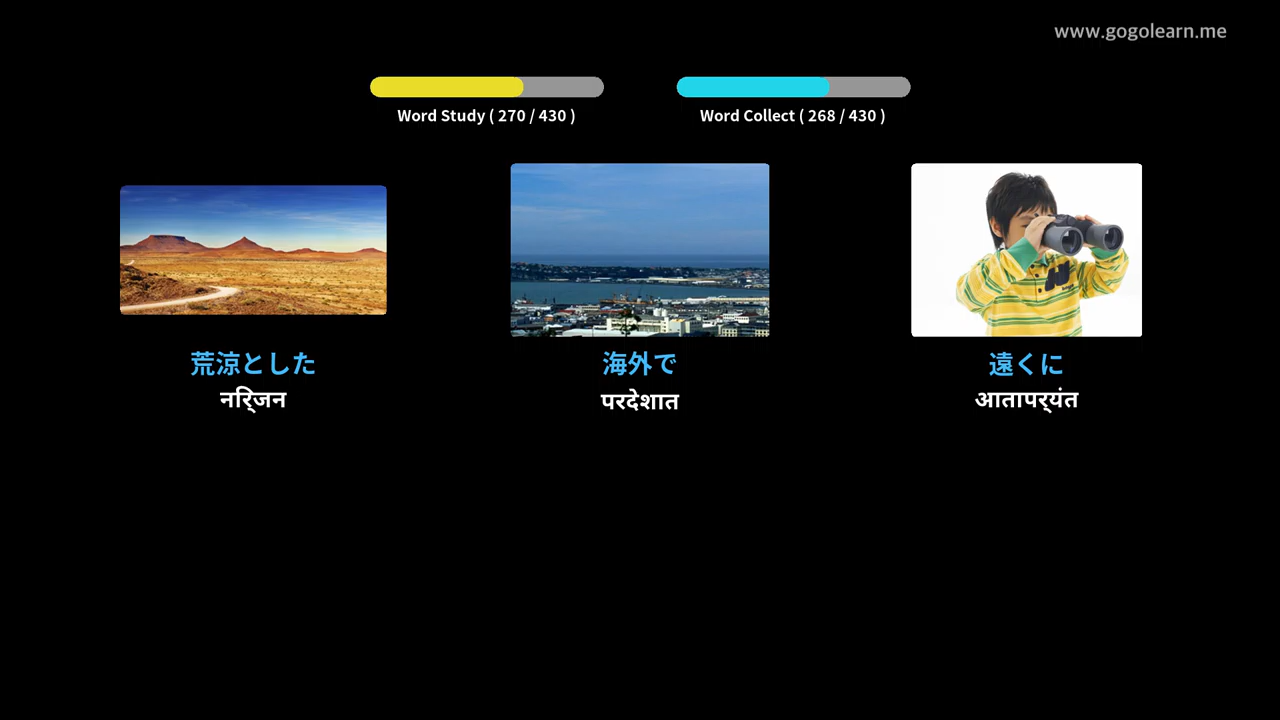 www.gogolearn.me
Word Study ( 270 / 430 )
Word Collect ( 268 / 430 )
荒涼とした
海外で
遠くに
निर्जन
परदेशात
आतापर्यंत